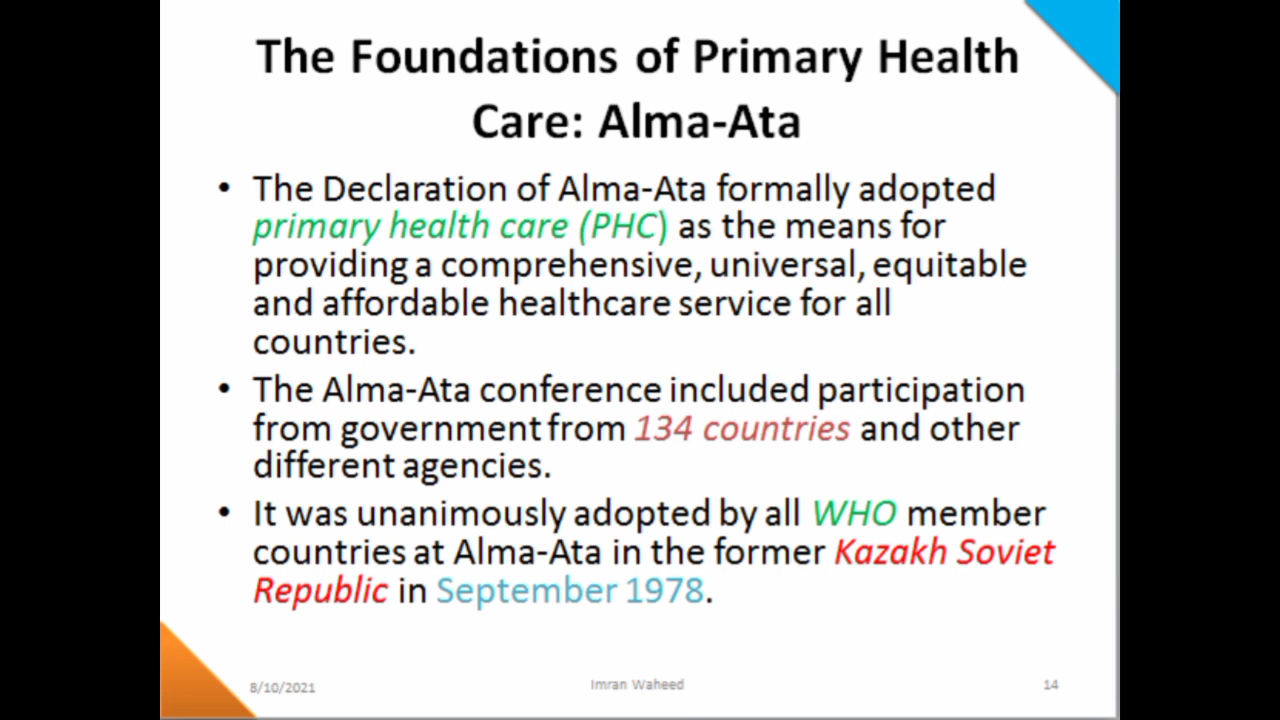 The Foundations of Primary Health
Care: Alma-Ata
• The Declaration of Alma-Ata formally adopted
primary health care (PHC) as the means for
providing a comprehensive, universal, equitable
and affordable healthcare service for all
countries.
• The Alma-Ata conference included participation
from government from 134 countries and other
different agencies.
• It was unanimously adopted by all WHO member
countries at Alma-Ata in the former Kazakh Soviet
Republic in September 1978.
8/10/2021 Imran Waheed 14